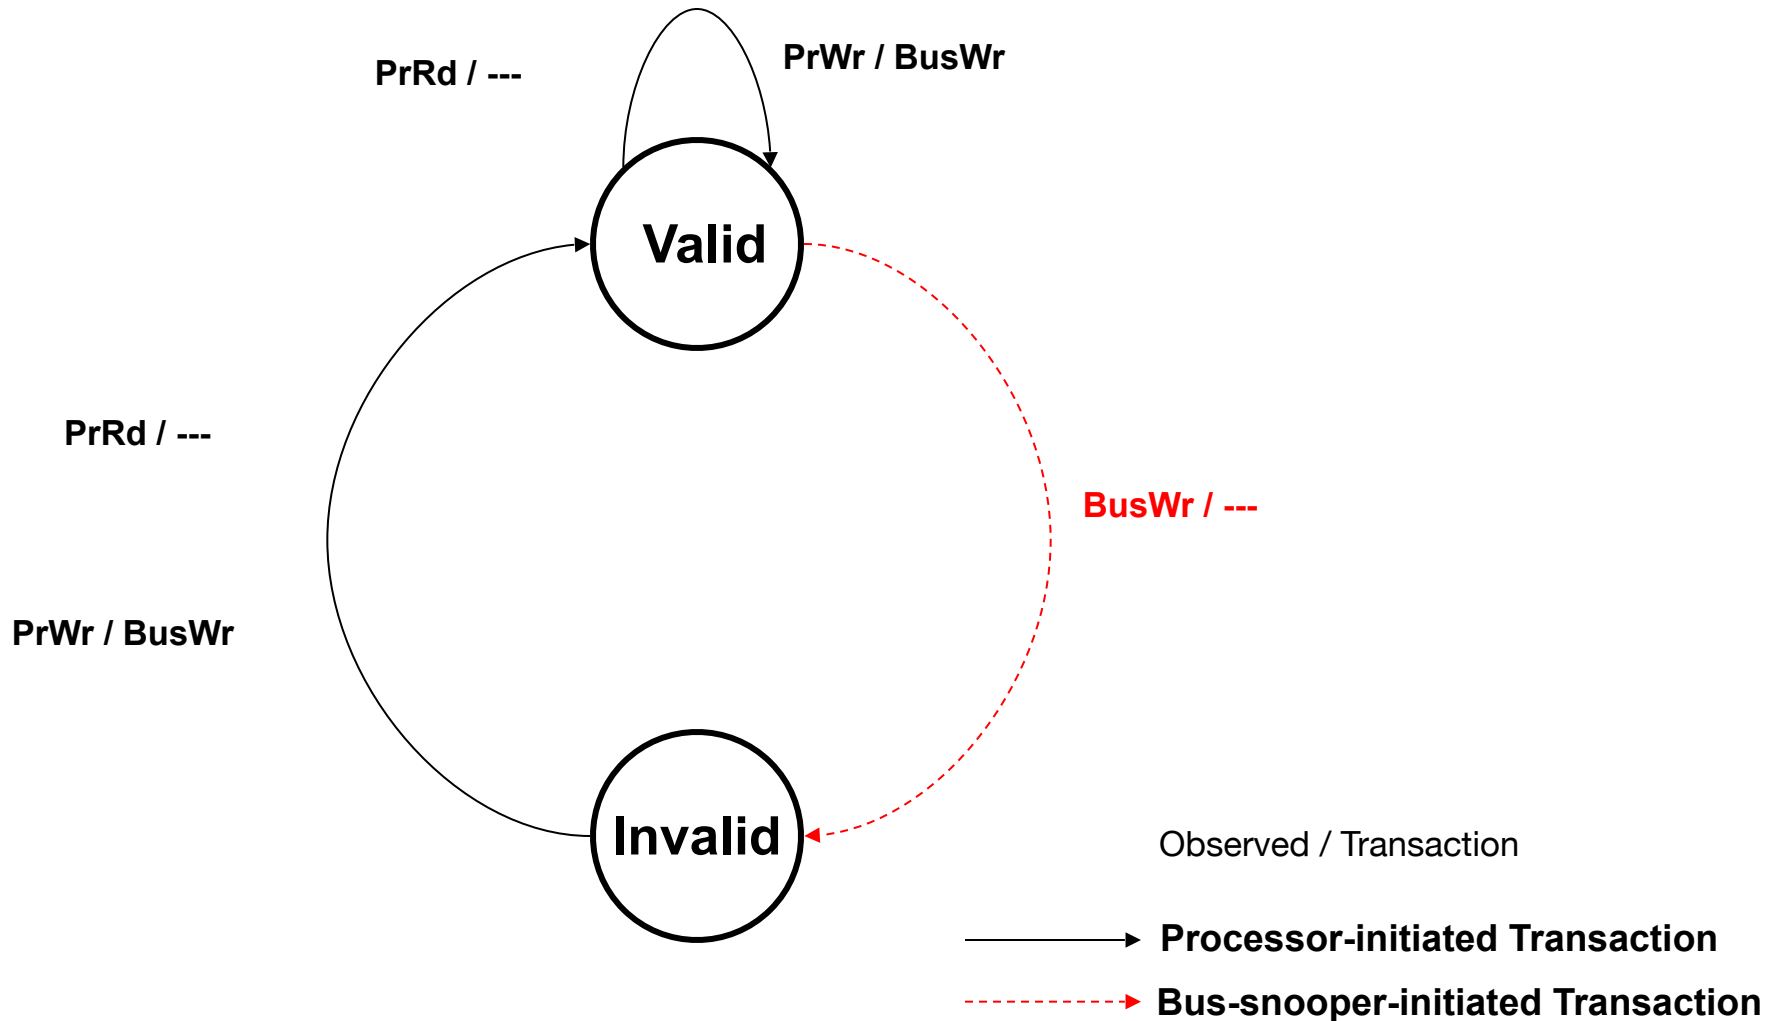 PrRd / ---
PrWr / BusWr
Valid
PrRd / ---
BusWr / ---
PrWr / BusWr
Invalid
Observed / Transaction
Processor-initiated Transaction
Bus-snooper-initiated Transaction